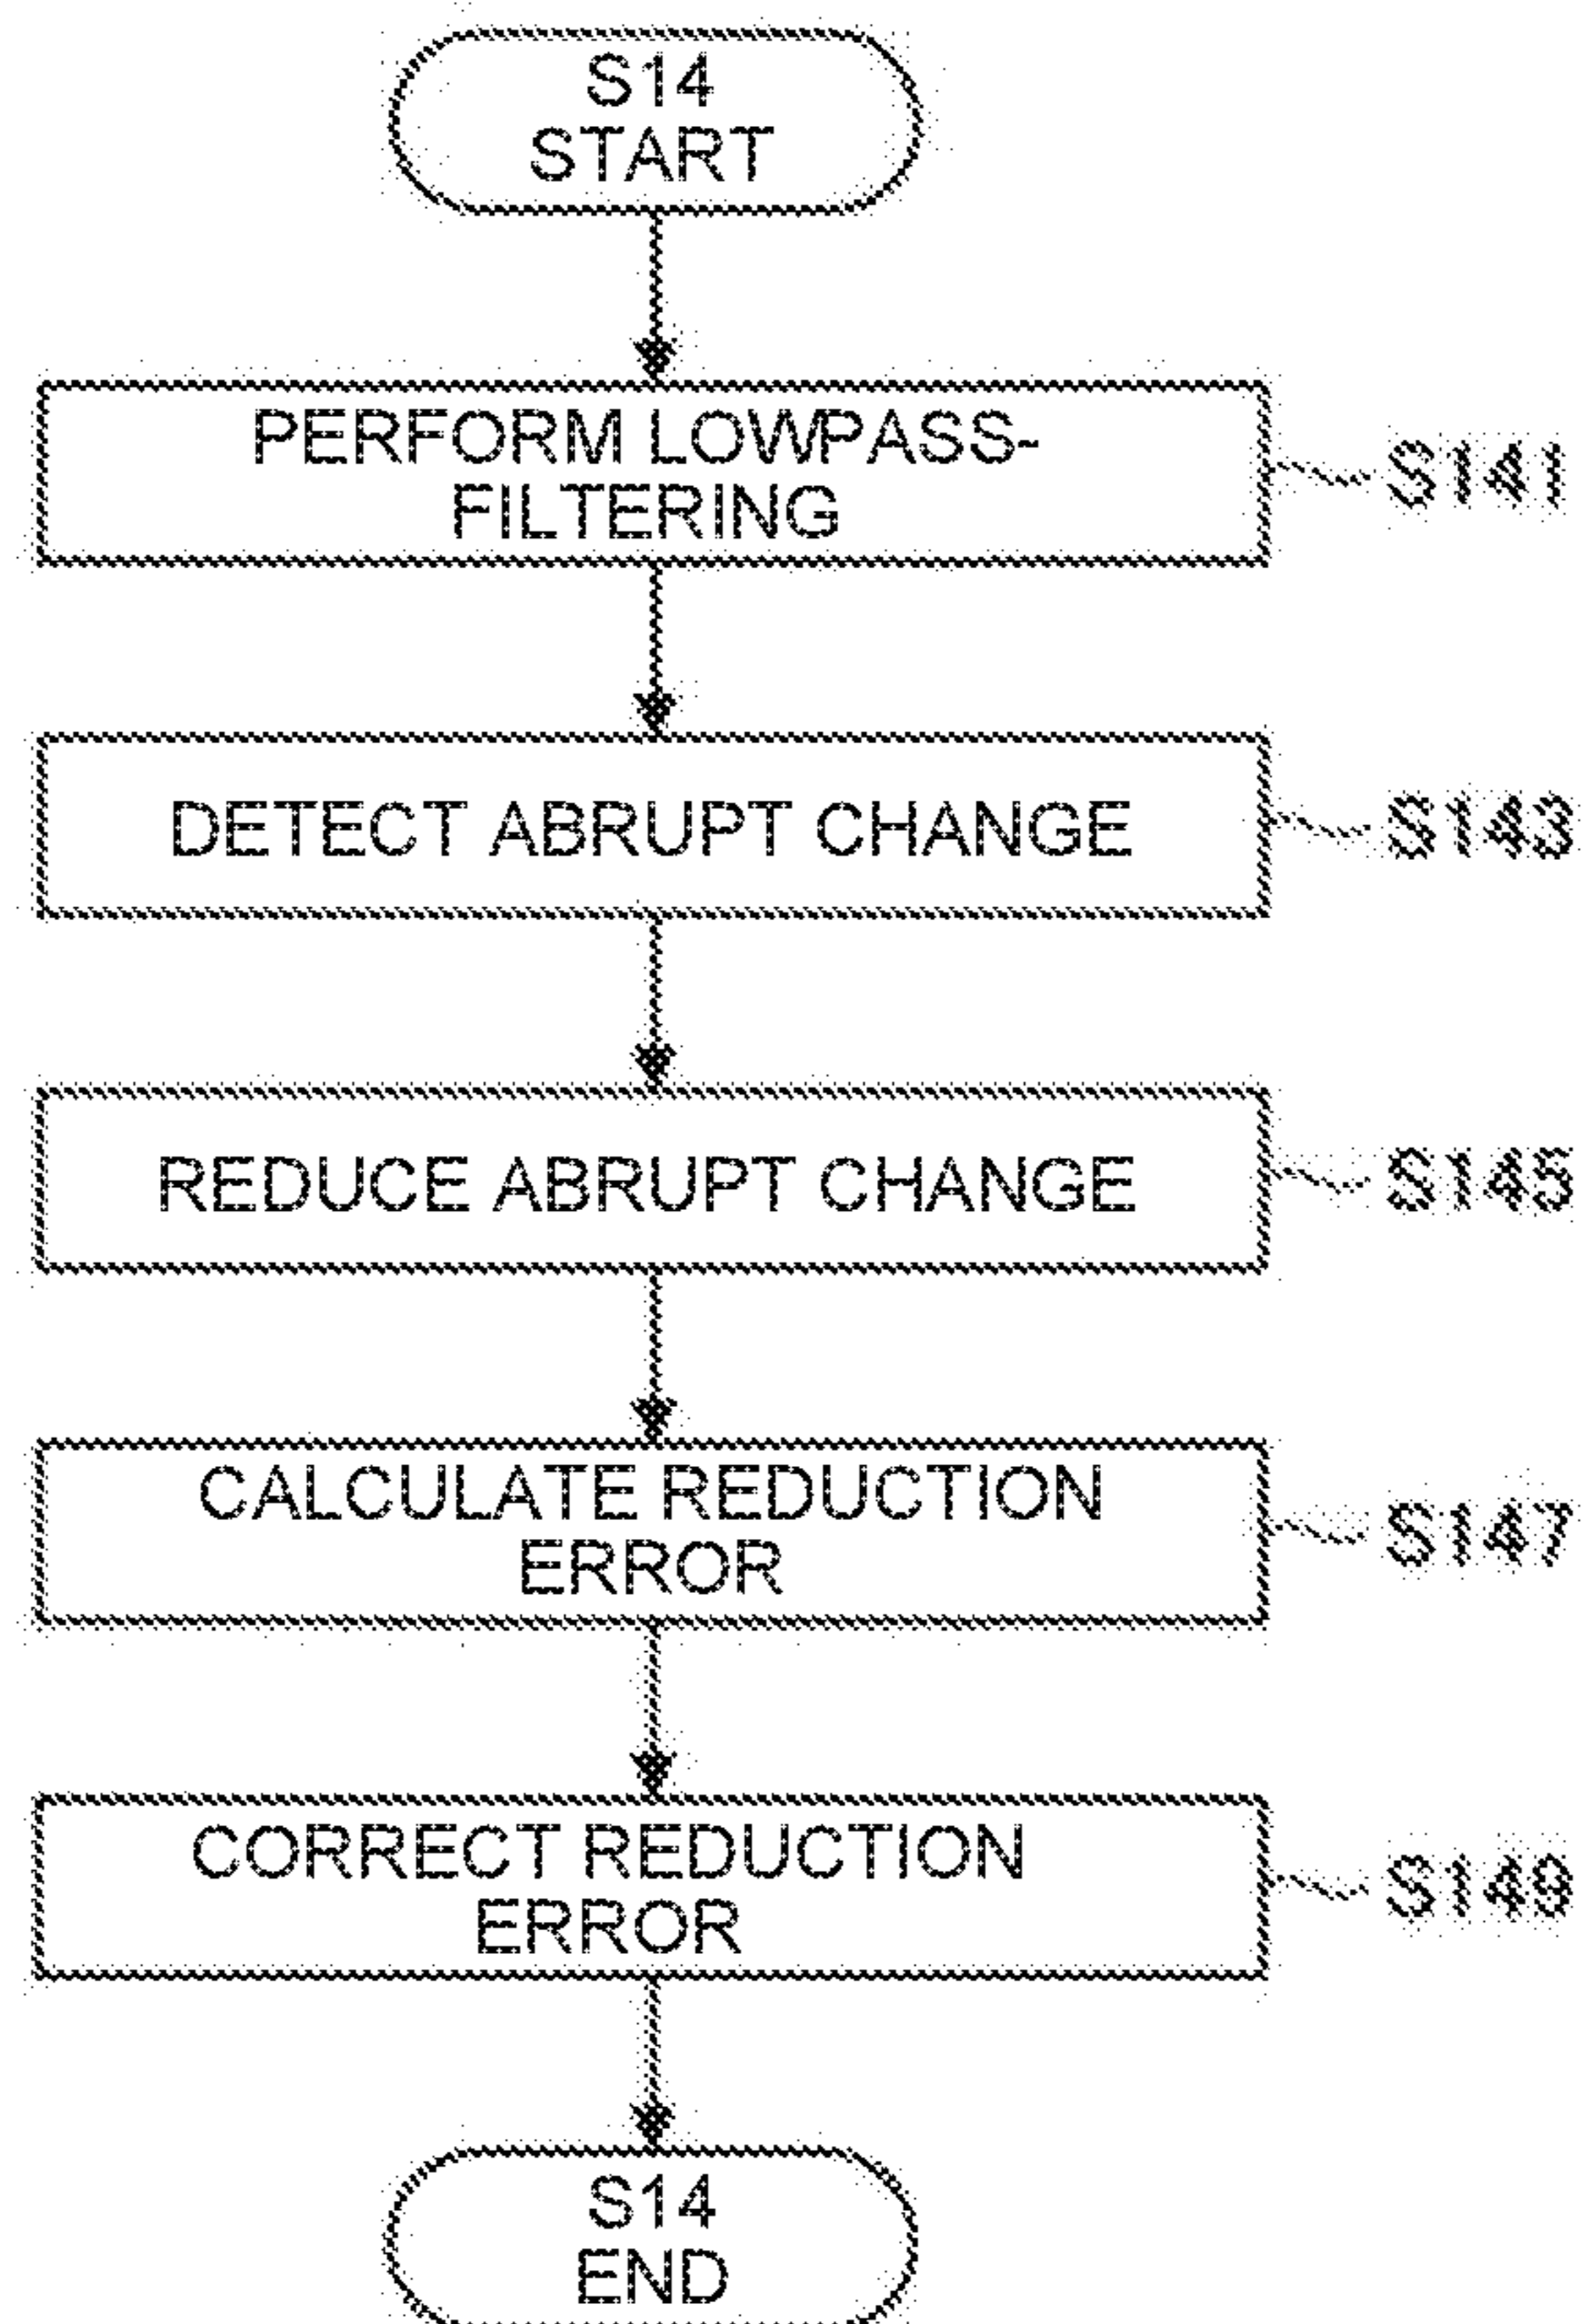 S14
START
PERFORM LOWPASS-
FILTERING
S141
DETECT ABRUPT CHANGE
S143
REDUCE ABRUPT CHANGE
S145
CALCULATE REDUCTION
ERROR
S147
CORRECT REDUCTION
ERROR
S149
S14
END